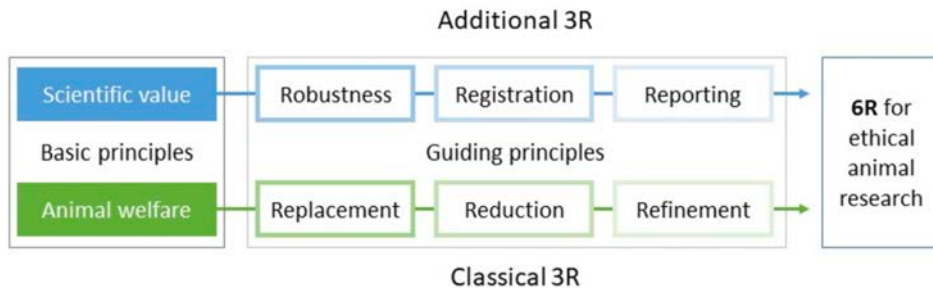 Additional 3R
Scientific value
Robustness
Registration
Reporting
Basic principles
Guiding principles
Animal welfare
Replacement
Reduction
Refinement
6R for
ethical
animal
research
Classical 3R